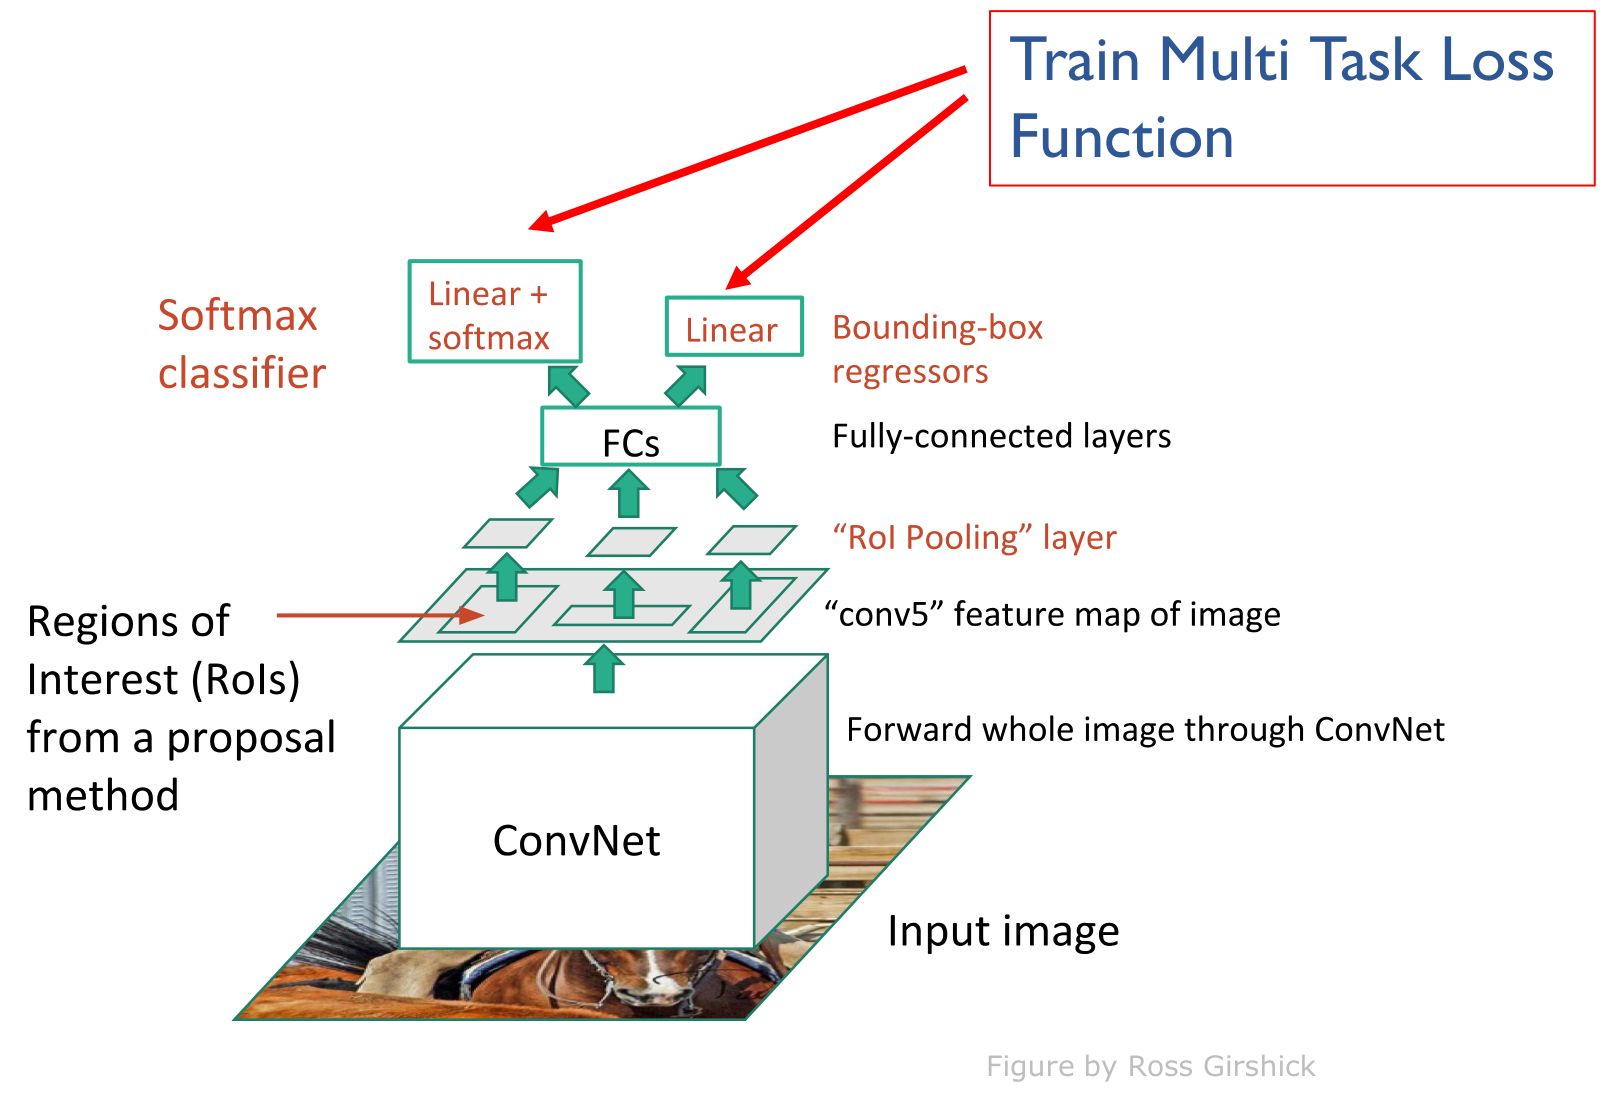 Train Multi Task Loss
Function
Softmax
classifier
Linear +
softmax
Linear
Bounding-box
regressors
FCs
Fully-connected layers
“RoI Pooling” layer
Regions of
Interest (RoIs)
from a proposal
method
“conv5” feature map of image
Forward whole image through ConvNet
ConvNet
Input image
Figure by Ross Girshick